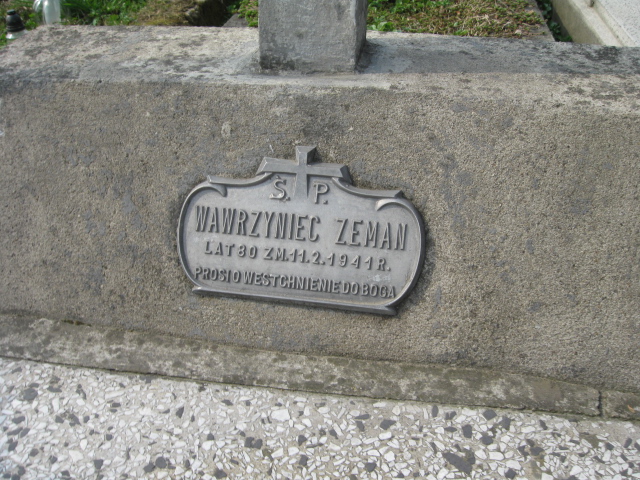 Ś. P.
WAWRZYNIEC ZEMAN
LAT 80 ZM. 11.2.1941 R.
PROSI O WESTCHNIENIE DO BOGA